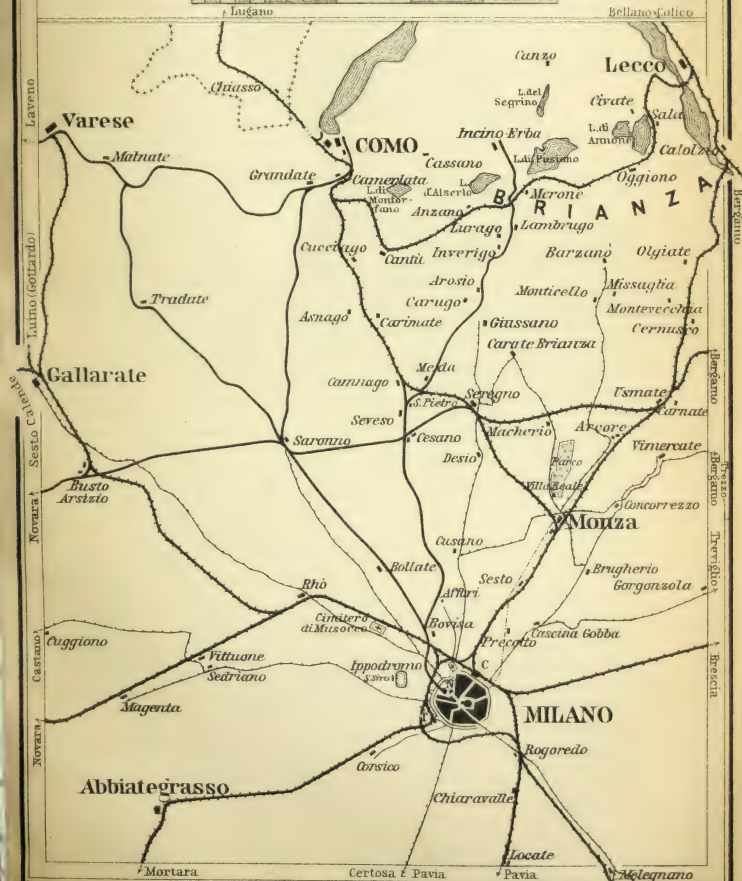 Lugano
Bellano-Colico
Canzo
Lecco
Chiasso
L. del
Segrino
Civate
Sala
Laveno
Varese
COMO
Incino-Erba
L. di
Annone
Malnate
Cassano
L. di Pusiano
Calolzio
Grandate
Camerlata
L. di
Montor-
fano
L.
d'Alserio
Oggiono
Merone
BRIANZA
Anzano
Bergamo
Lurago
Lambrugo
Cucciago
Cantù
Inverigo
Barzanò
Olgiate
Luino (Gottardo)
Arosio
Monticello
Missaglia
Tradate
Carugo
Montevecchia
Asnago
Carimate
Giussano
Cernusco
Carate Brianza
Gallarate
Meda
Bergamo
Camnago
Seregno
Usmate
S. Pietro
Carnate
Sesto Calende
Seveso
Macherio
Arcore
Saronno
Cesano
Vimercate
Desio
Parco
Bergamo
Trezzo
Busto
Arsizio
Villa Reale
Concorrezzo
Novara
Monza
Cusano
Treviglio
Bollate
Brugherio
Sesto
Gorgonzola
Rhò
Affori
Cimitero
di Musocco
Bovisa
Cascina Gobba
Cuggiono
Precotto
Castano
Vittuone
Ippodromo
C
Brescia
Sedriano
S. Siro
N
Magenta
MILANO
Novara
Rogoredo
Corsico
Abbiategrasso
Chiaravalle
Locate
Mortara
Certosa
Pavia
Pavia
Melegnano